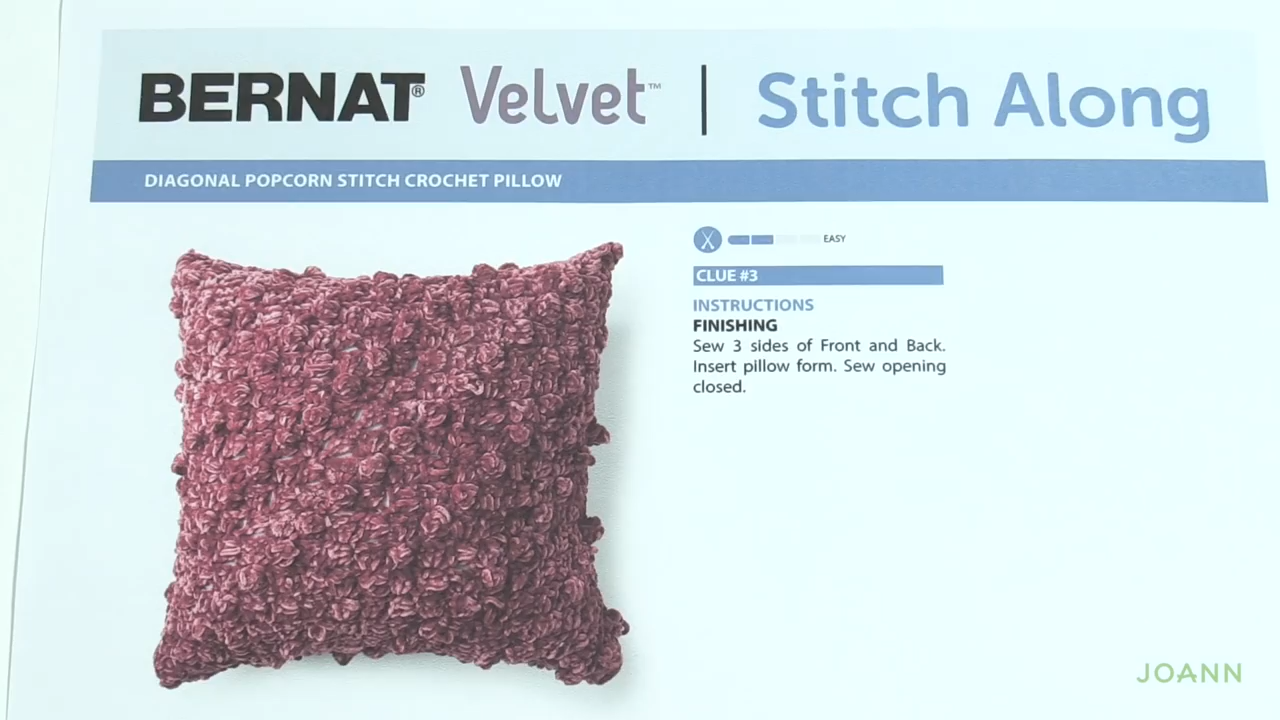 BERNAT® Velvet™ | Stitch Along
DIAGONAL POPCORN STITCH CROCHET PILLOW
EASY
CLUE #3
INSTRUCTIONS
FINISHING
Sew 3 sides of Front and Back.
Insert pillow form. Sew opening
closed.
JOANN